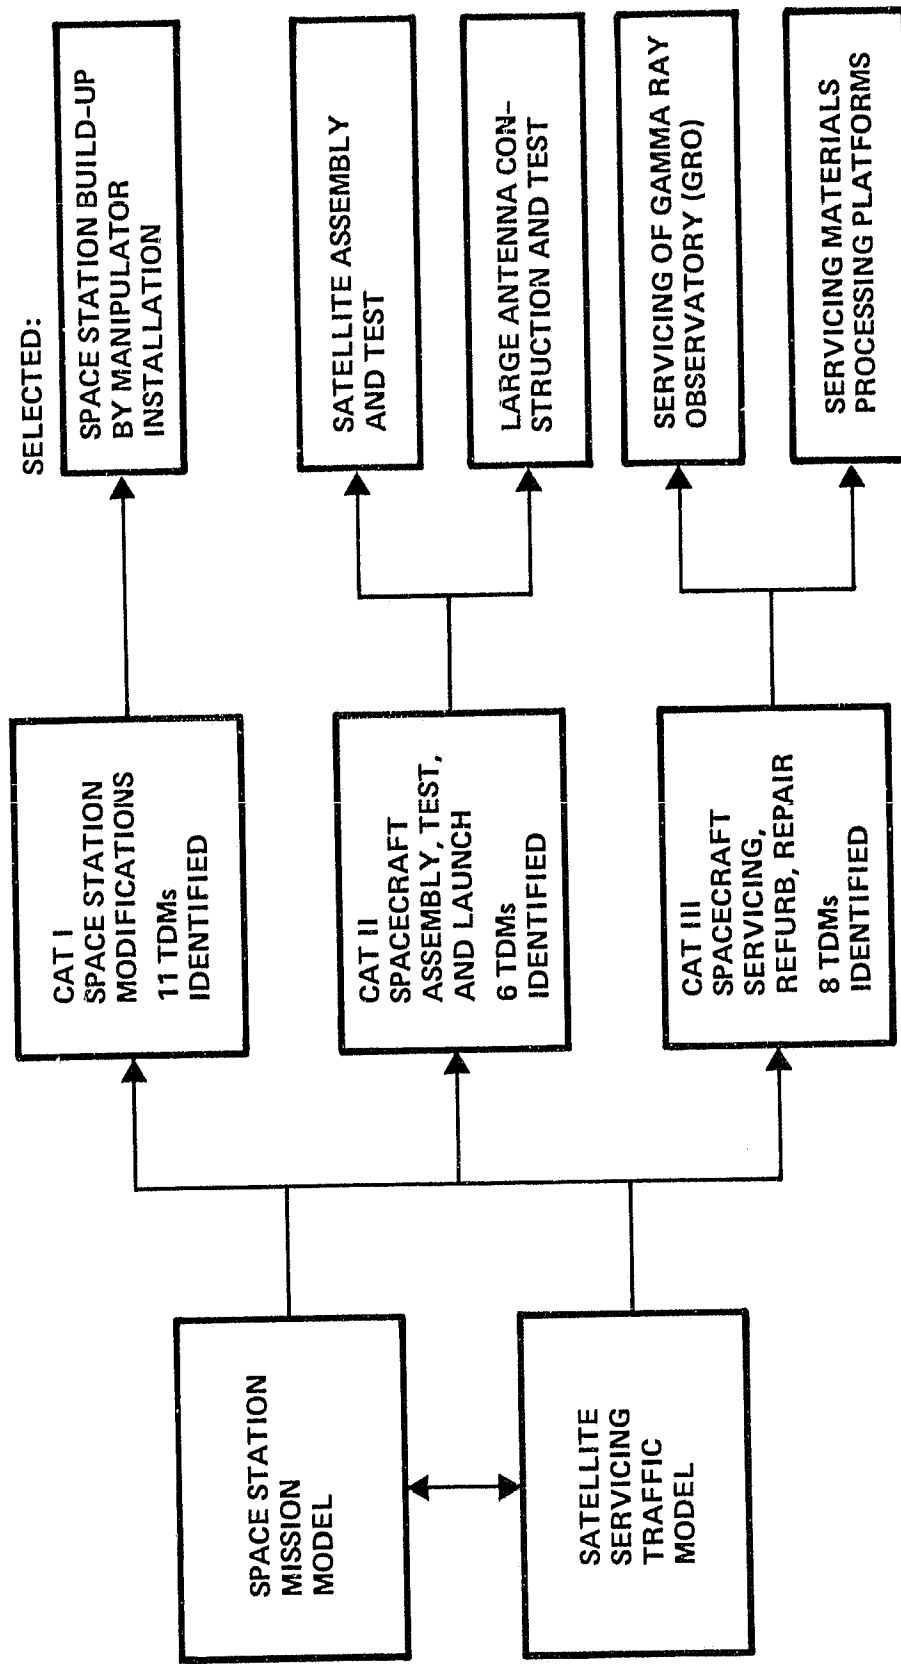 SPACE STATION
MISSION
MODEL
SATELLITE
SERVICING
TRAFFIC
MODEL
CAT I
SPACE STATION
MODIFICATIONS
11 TDMs
IDENTIFIED
CAT II
SPACECRAFT
ASSEMBLY, TEST,
AND LAUNCH
6 TDMs
IDENTIFIED
CAT III
SPACECRAFT
SERVICING,
REFURB, REPAIR
8 TDMs
IDENTIFIED
SELECTED:
SPACE STATION BUILD-UP
BY MANIPULATOR
INSTALLATION
SATELLITE ASSEMBLY
AND TEST
LARGE ANTENNA CON-
STRUCTION AND TEST
SERVICING OF GAMMA RAY
OBSERVATORY (GRO)
SERVICING MATERIALS
PROCESSING PLATFORMS